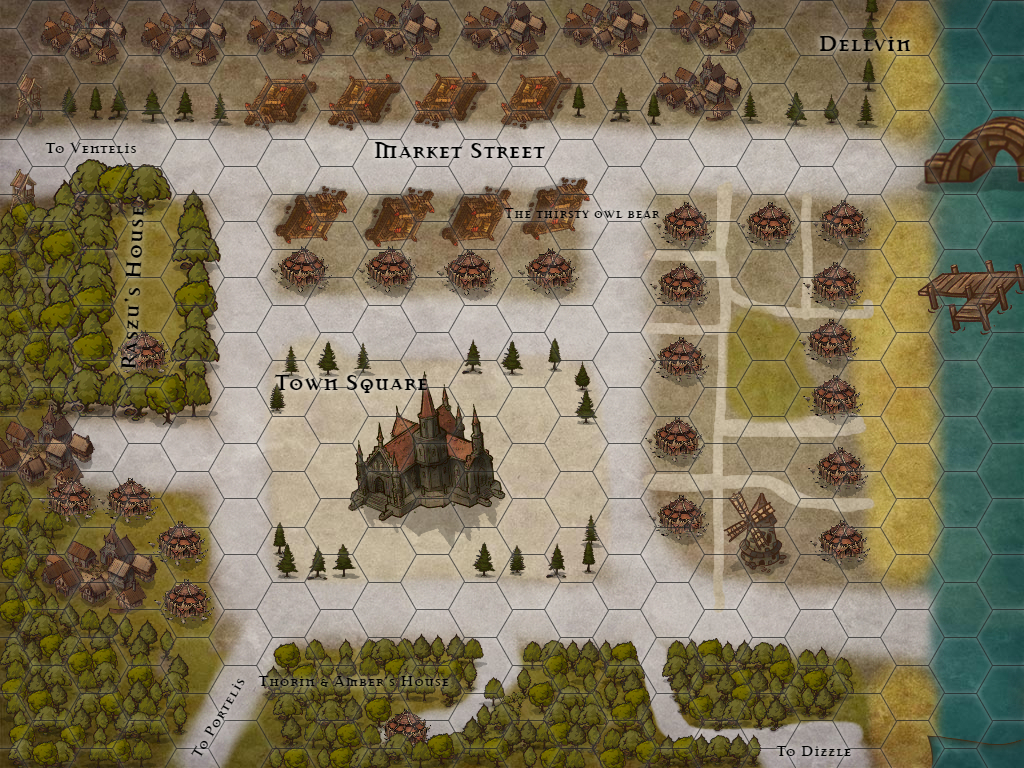 Dellvin
To Ventelis
Market Street
The thirsty owl bear
Raszu's House
Town Square
Thorin & Amber's House
To Portelis
To Dizzle